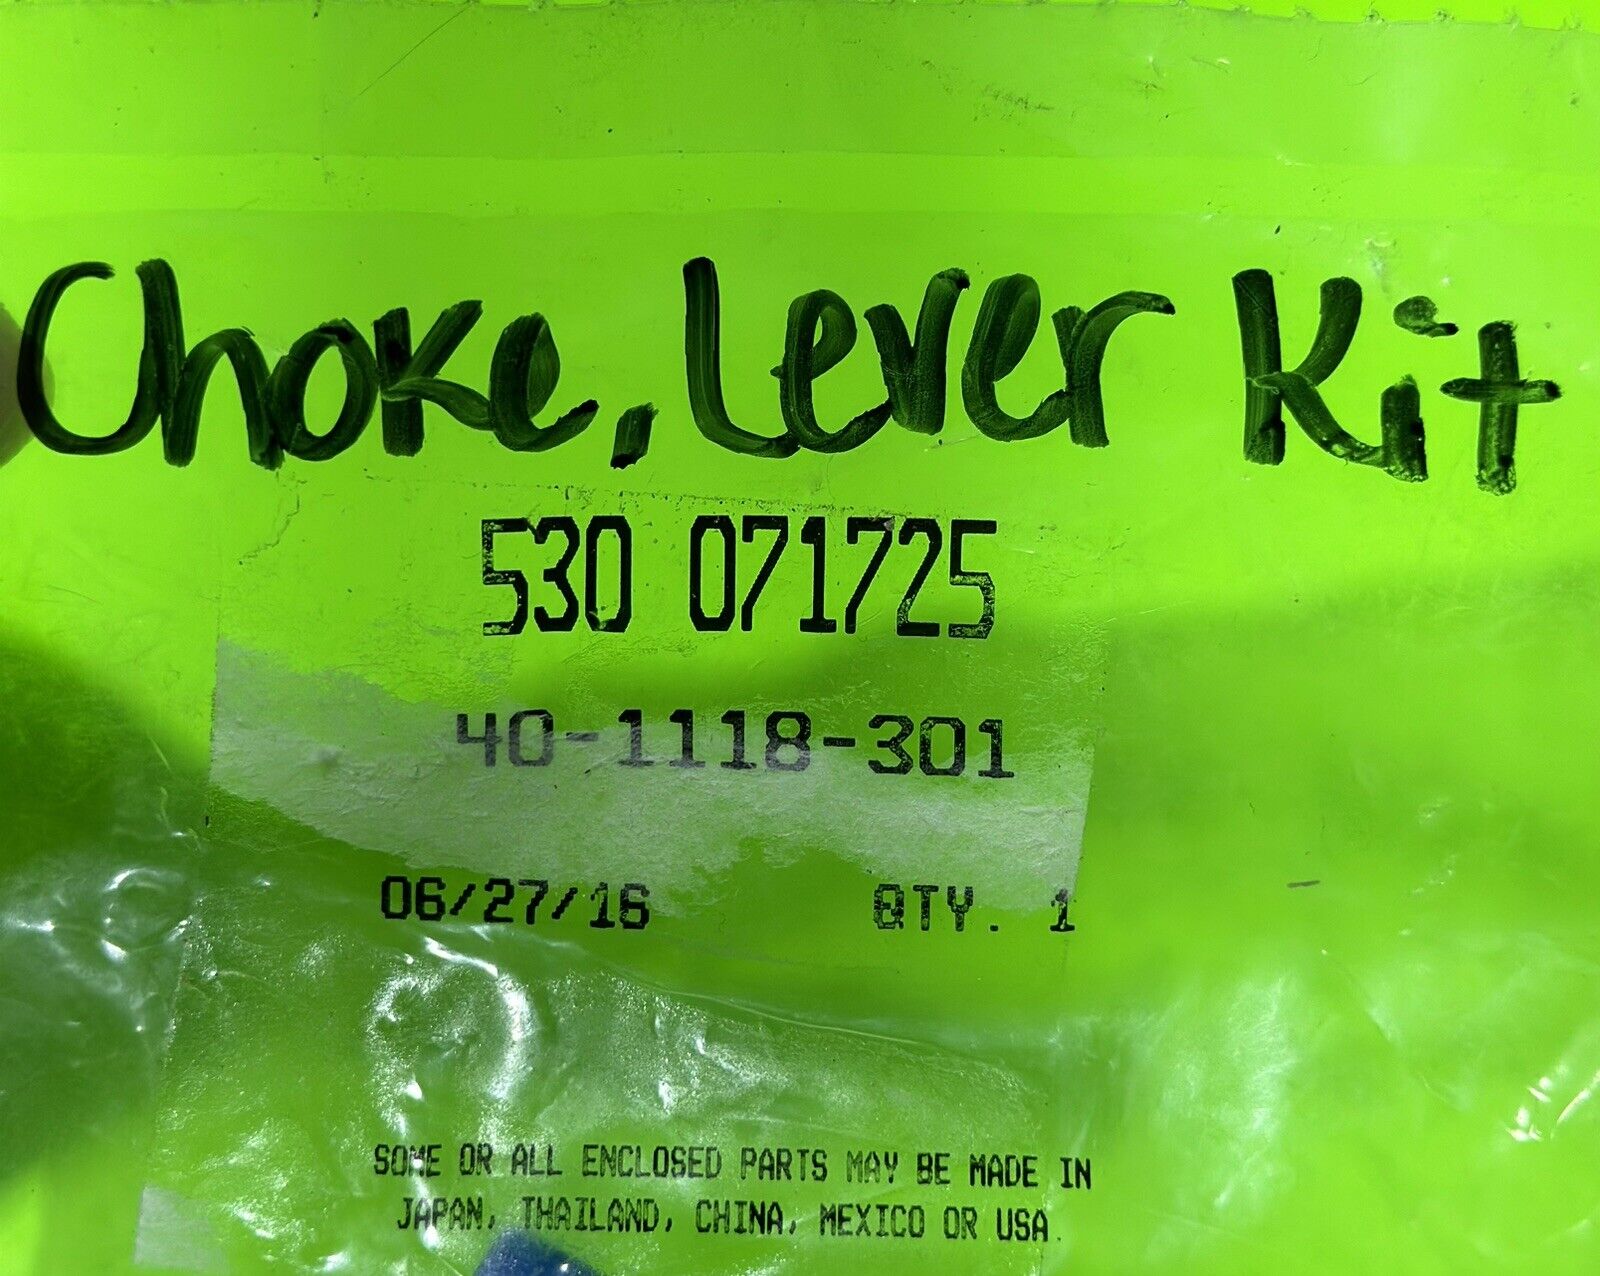 Choke, Lever Kit
530 071725
40-1118-301
06/27/16 QTY. 1
SOME OR ALL ENCLOSED PARTS MAY BE MADE IN
JAPAN, THAILAND, CHINA, MEXICO OR USA.